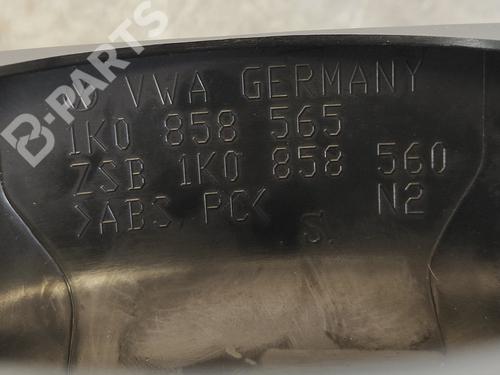 VWA GERMANY
1K0 858 565
ZSB 1K0 858 560
>ABS, PC< N2
S.
B-PARTS